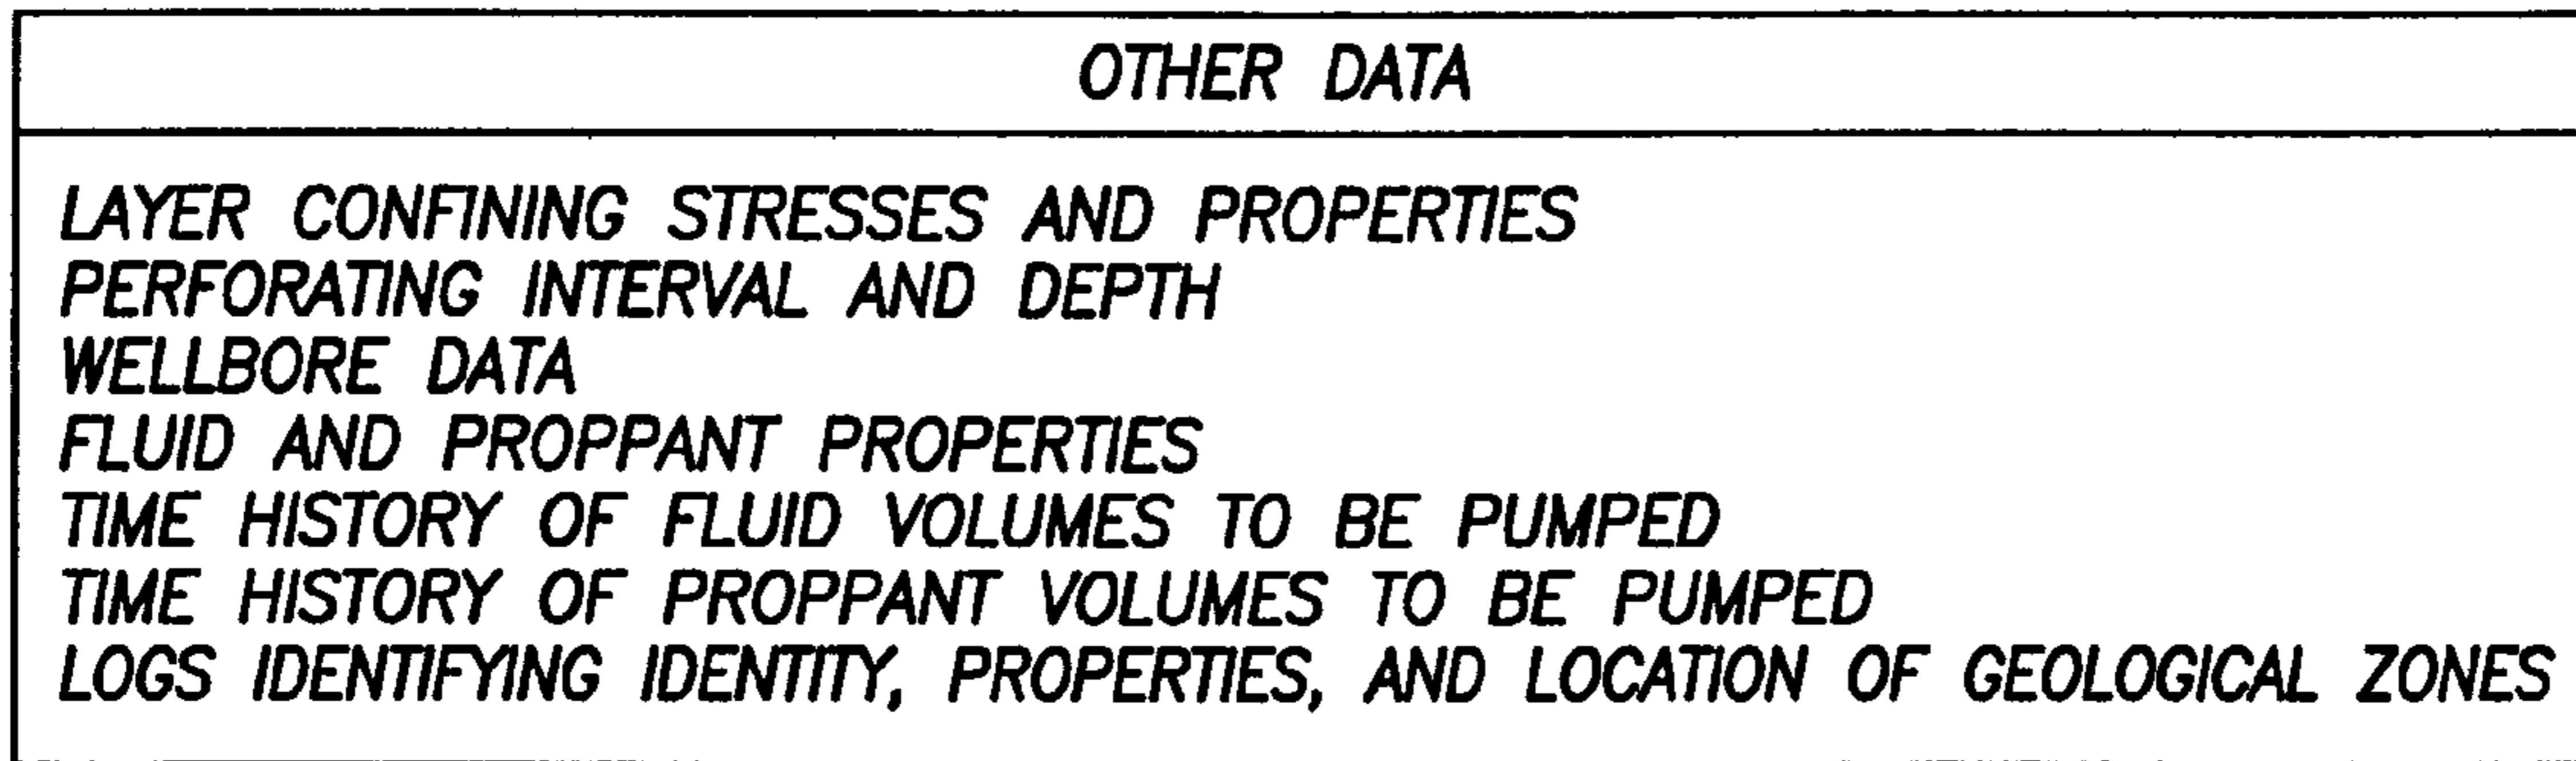 OTHER DATA
LAYER CONFINING STRESSES AND PROPERTIES
PERFORATING INTERVAL AND DEPTH
WELLBORE DATA
FLUID AND PROPPANT PROPERTIES
TIME HISTORY OF FLUID VOLUMES TO BE PUMPED
TIME HISTORY OF PROPPANT VOLUMES TO BE PUMPED
LOGS IDENTIFYING IDENTITY, PROPERTIES, AND LOCATION OF GEOLOGICAL ZONES